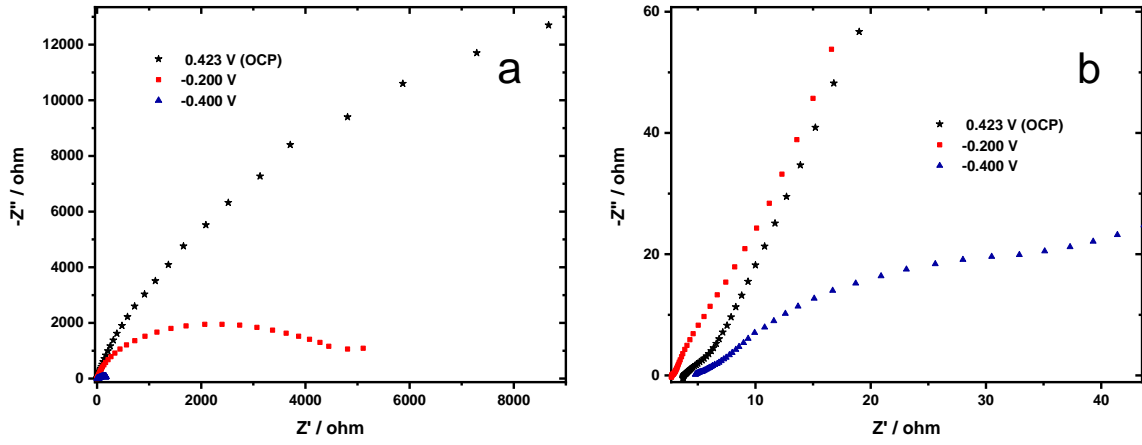 a
0.423 V (OCP)
-0.200 V
-0.400 V
12000
10000
8000
6000
4000
2000
0
-Z'' / ohm
0 2000 4000 6000 8000
Z' / ohm
b
0.423 V (OCP)
-0.200 V
-0.400 V
60
40
20
0
-Z'' / ohm
10 20 30 40
Z' / ohm